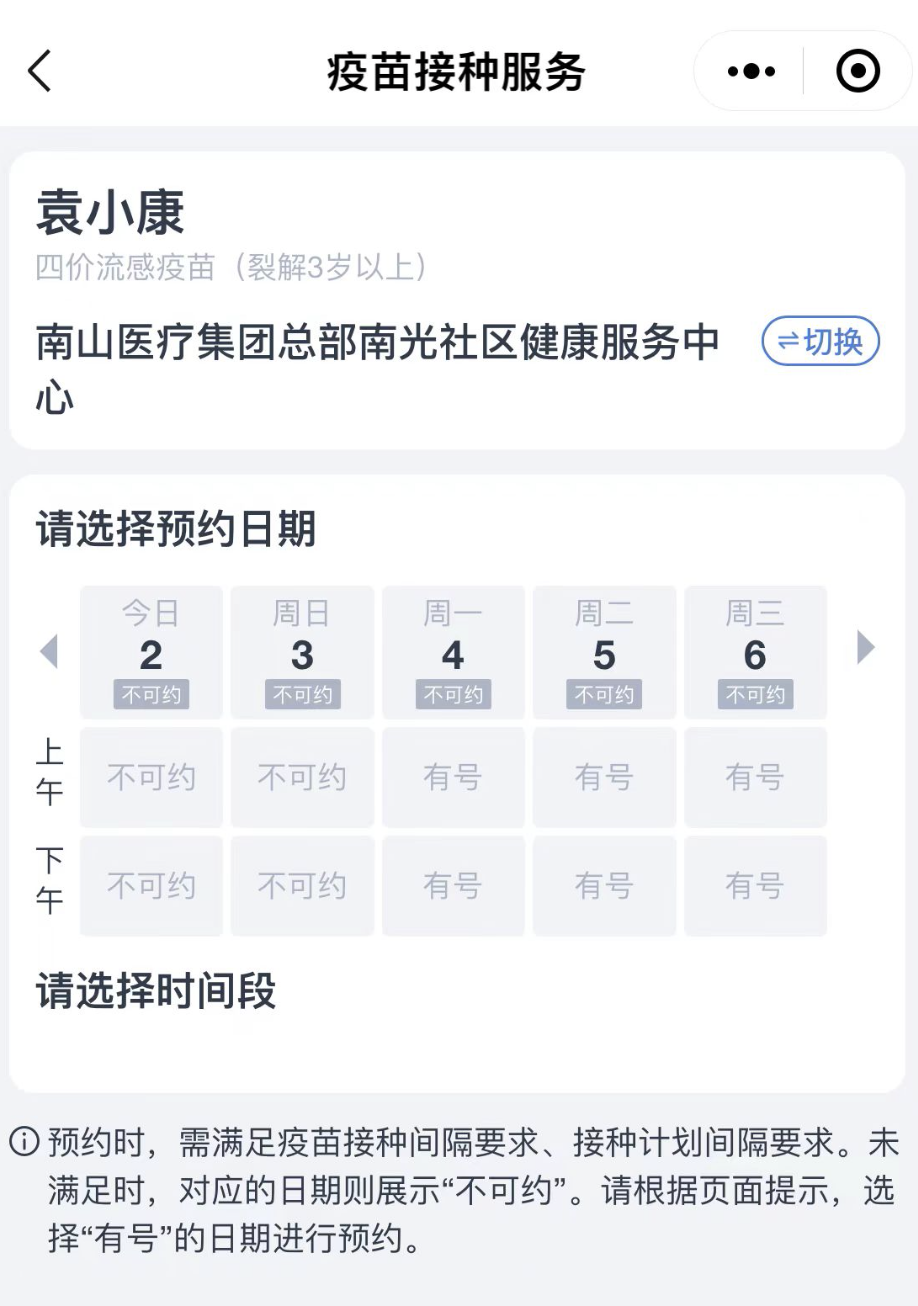 疫苗接种服务
袁小康
四价流感疫苗（裂解3岁以上）
南山医疗集团总部南光社区健康服务中
心
⇌切换
请选择预约日期
今日 周日 周一 周二 周三
2 3 4 5 6
不可约 不可约 不可约 不可约 不可约
上午 不可约 不可约 有号 有号 有号
下午 不可约 不可约 有号 有号 有号
请选择时间段
预约时，需满足疫苗接种间隔要求、接种计划间隔要求。未
满足时，对应的日期则展示“不可约”。请根据页面提示，选
择“有号”的日期进行预约。